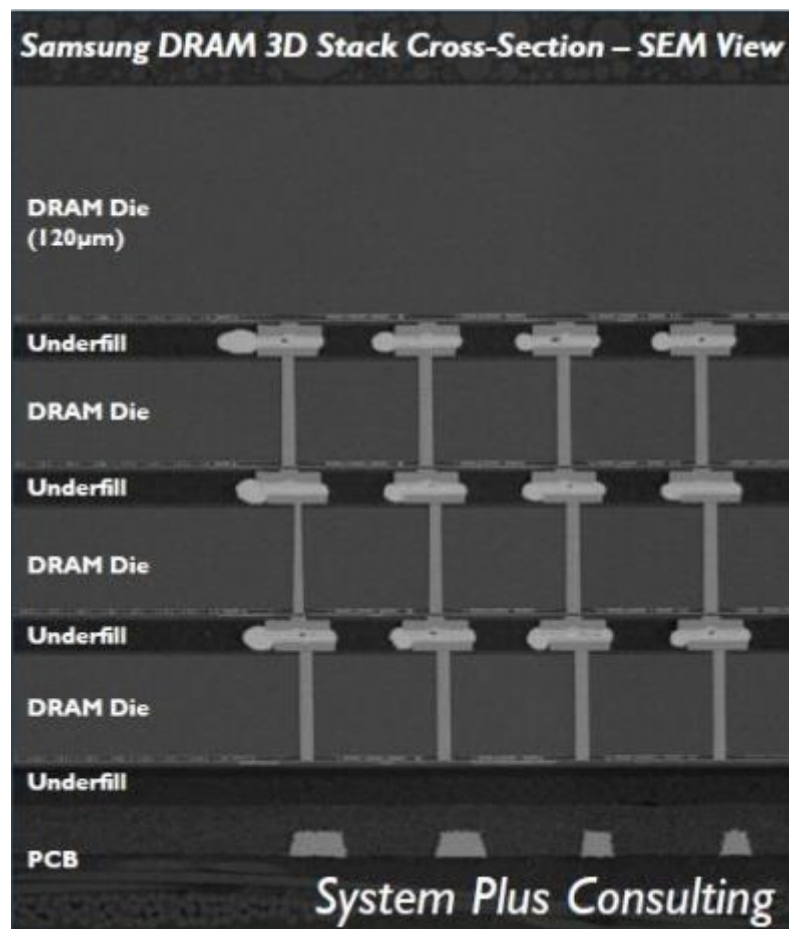 Samsung DRAM 3D Stack Cross-Section – SEM View
DRAM Die
(120µm)
Underfill
DRAM Die
Underfill
DRAM Die
Underfill
DRAM Die
Underfill
PCB
System Plus Consulting